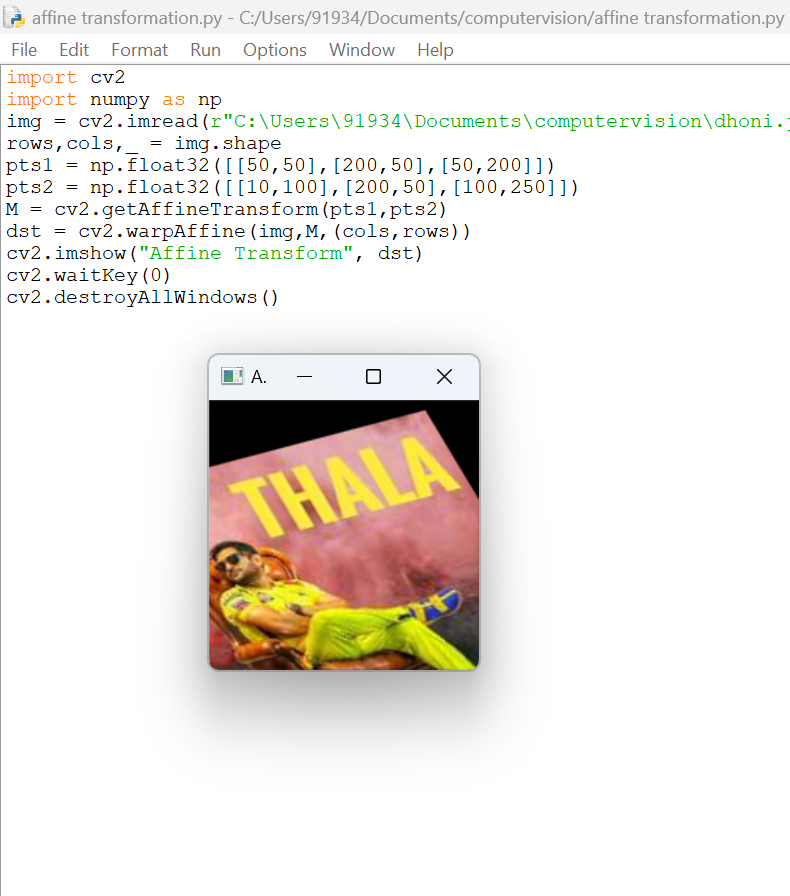 affine transformation.py - C:/Users/91934/Documents/computervision/affine transformation.py
File Edit Format Run Options Window Help
import cv2
import numpy as np
img = cv2.imread(r"C:\Users\91934\Documents\computervision\dhoni.
rows,cols,_ = img.shape
pts1 = np.float32([[50,50],[200,50],[50,200]])
pts2 = np.float32([[10,100],[200,50],[100,250]])
M = cv2.getAffineTransform(pts1,pts2)
dst = cv2.warpAffine(img,M,(cols,rows))
cv2.imshow("Affine Transform", dst)
cv2.waitKey(0)
cv2.destroyAllWindows()
A.
THALA